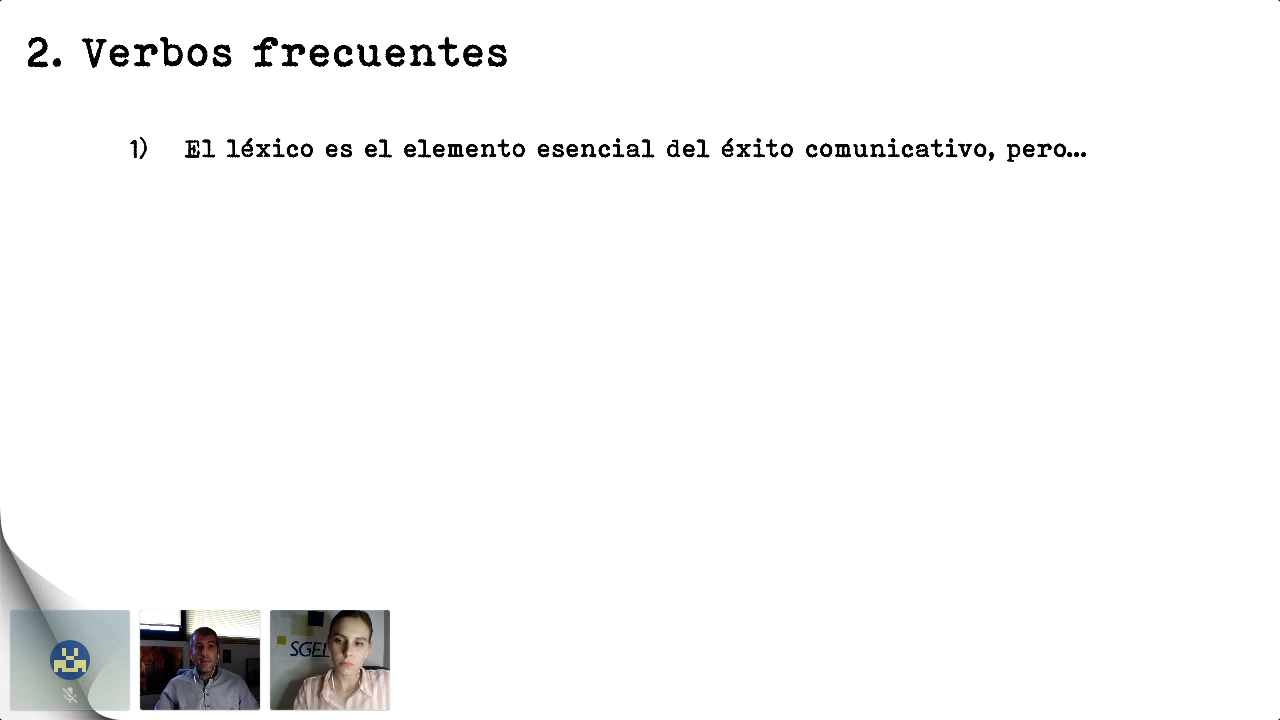 2. Verbos frecuentes
1) El léxico es el elemento esencial del éxito comunicativo, pero…
SGEL